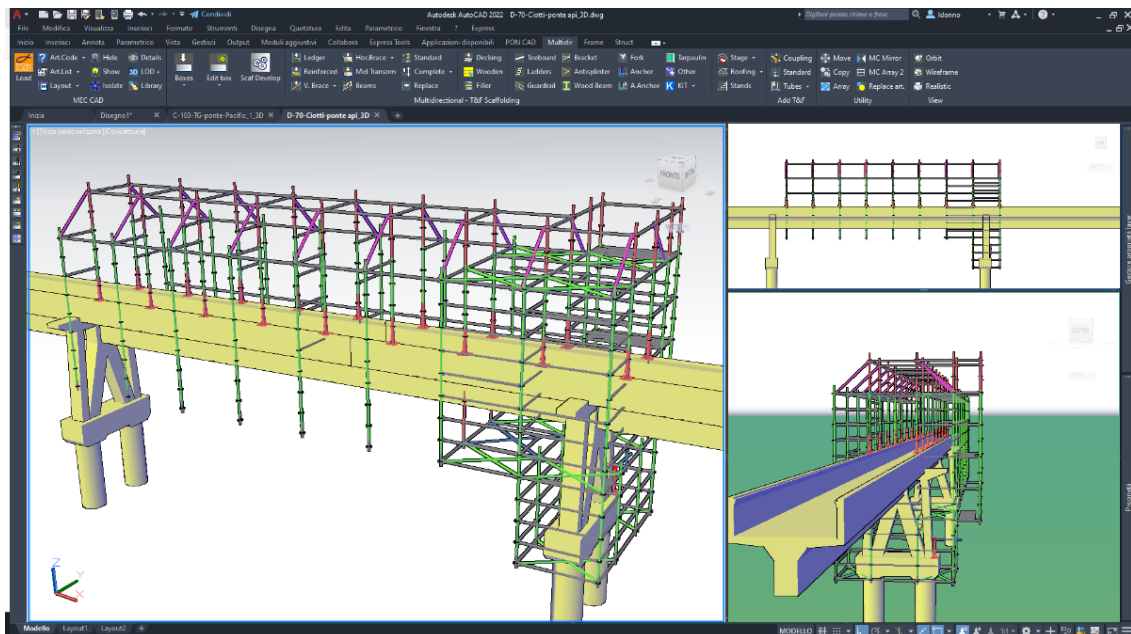 Condividi
Autodesk AutoCAD 2022 D-70-Ciotti-ponte api_3D.dwg
Digitare parola chiave o frase
ldonno
File Modifica Visualizza Inserisci Formato Strumenti Disegna Quotatura Edita Parametrico Finestra ? Express
Inizio Inserisci Annota Parametrico Vista Gestisci Output Moduli aggiuntivi Collabora Express Tools Applicazioni disponibili PON CAD Multidir Frame Struct
Art.Code Hide Details Ledger Hor.Brace Standard Decking Toeboard Bracket Fork Tarpaulin Stage Coupling Move MC Mirror Orbit
Load Art.List Show LOD + Boxes Edit box Scaf Develop Reinforced Mid Transom Complete Wooden Ladders Antisplinter Anchor Other Roofing Standard Copy MC Array 2 Wireframe
Layout Isolate Library V. Brace Beams Replace Filler Guardrail Wood Beam A.Anchor KIT Stands Tubes Array Replace art. Realistic
MEC CAD Multidirectional - T&F Scaffolding Add T&F Utility View
Inizia Disegno1* C-103-TG-ponte-Pacific_1_3D D-70-Ciotti-ponte api_3D
[Vista personalizzata][Concettuale]
FRONTE
Z
Y
X
Proprietà
Modello Layout1 Layout2
MODELLO 1/1